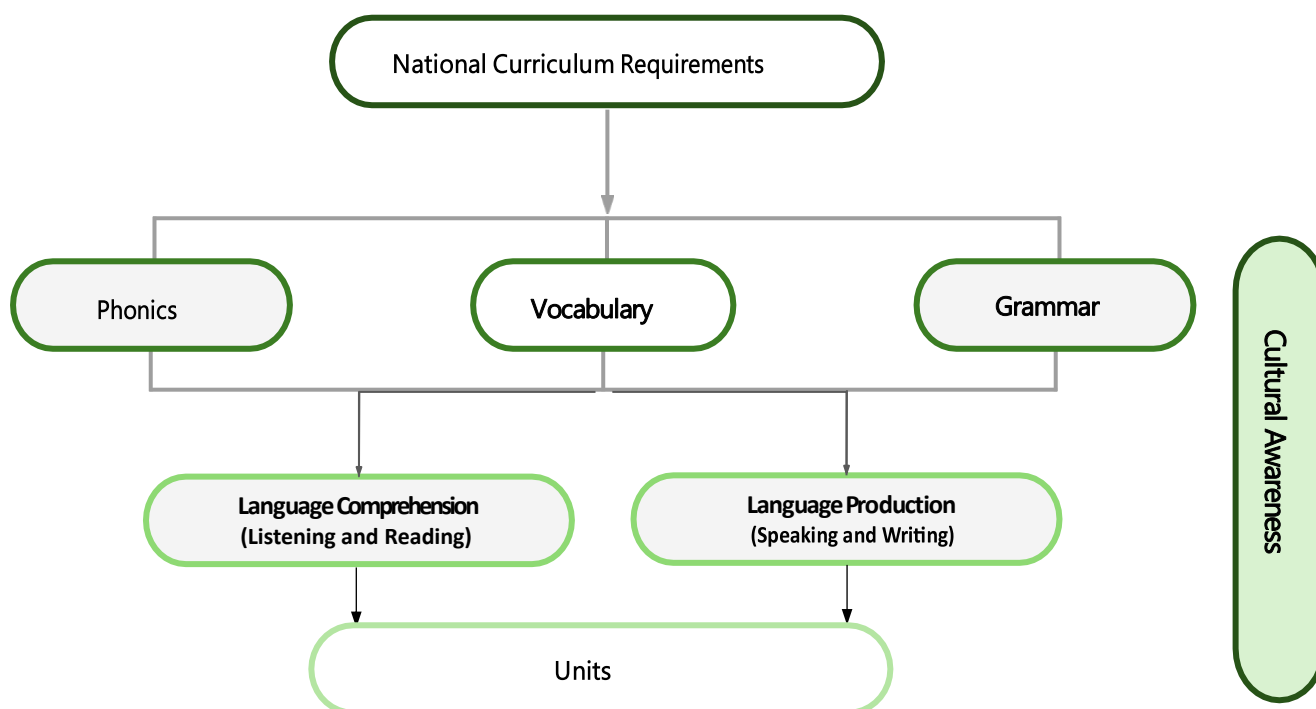 National Curriculum Requirements
Phonics
Vocabulary
Grammar
Language Comprehension
(Listening and Reading)
Language Production
(Speaking and Writing)
Units
Cultural Awareness